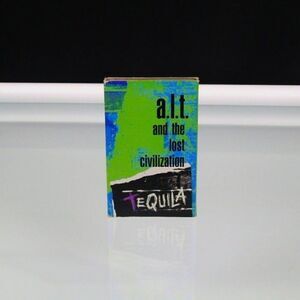 a.l.t.
and the
lost
civilization
TEQUILA